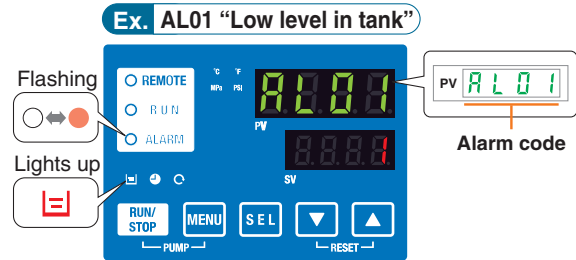 Ex. AL01 “Low level in tank”
Flashing
REMOTE
RUN
ALARM
°C °F
MPa PSI
AL01
PV
PV AL01
Alarm code
Lights up
1
SV
RUN/
STOP
MENU
SEL
PUMP
RESET